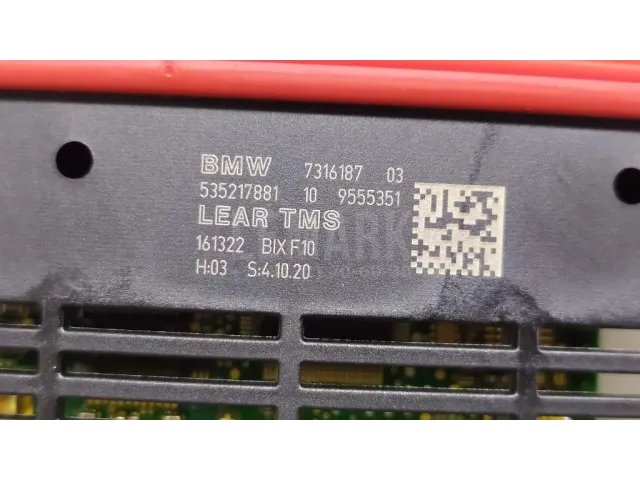 BMW 7316187 03
535217881 10 9555351
LEAR TMS
161322 BIX F10
H:03 S:4.10.20